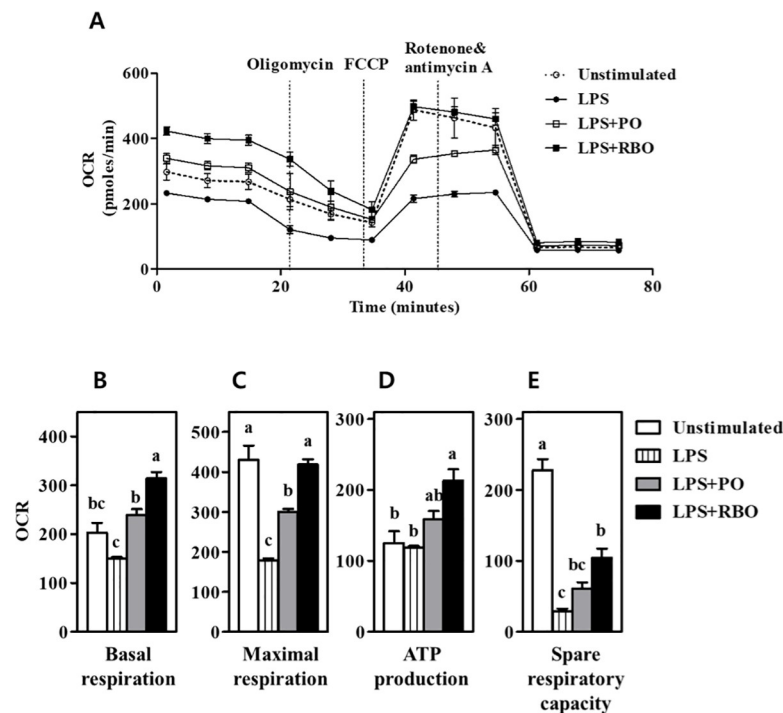 A
Oligomycin FCCP Rotenone&
antimycin A
Unstimulated
LPS
LPS+PO
LPS+RBO
OCR
(pmoles/min)
600
400
200
0
0 20 40 60 80
Time (minutes)
B C D E
OCR
400
300
200
100
0
bc c b a
Basal
respiration
500
400
300
200
100
0
a c b a
Maximal
respiration
300
200
100
0
b b ab a
ATP
production
300
200
100
0
a c bc b
Spare
respiratory
capacity
Unstimulated
LPS
LPS+PO
LPS+RBO